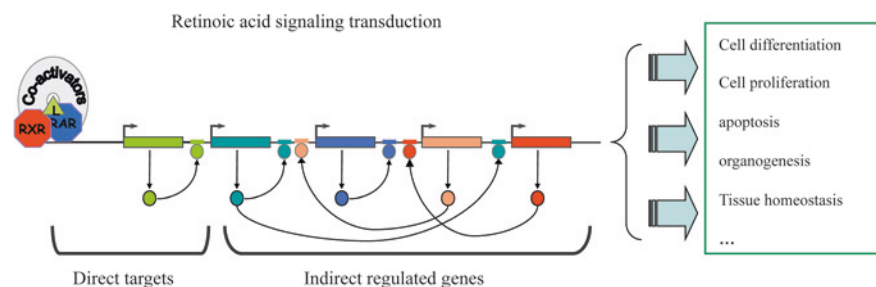 Retinoic acid signaling transduction
Co-activators
L
RXR
RAR
Cell differentiation
Cell proliferation
apoptosis
organogenesis
Tissue homeostasis
...
Direct targets
Indirect regulated genes